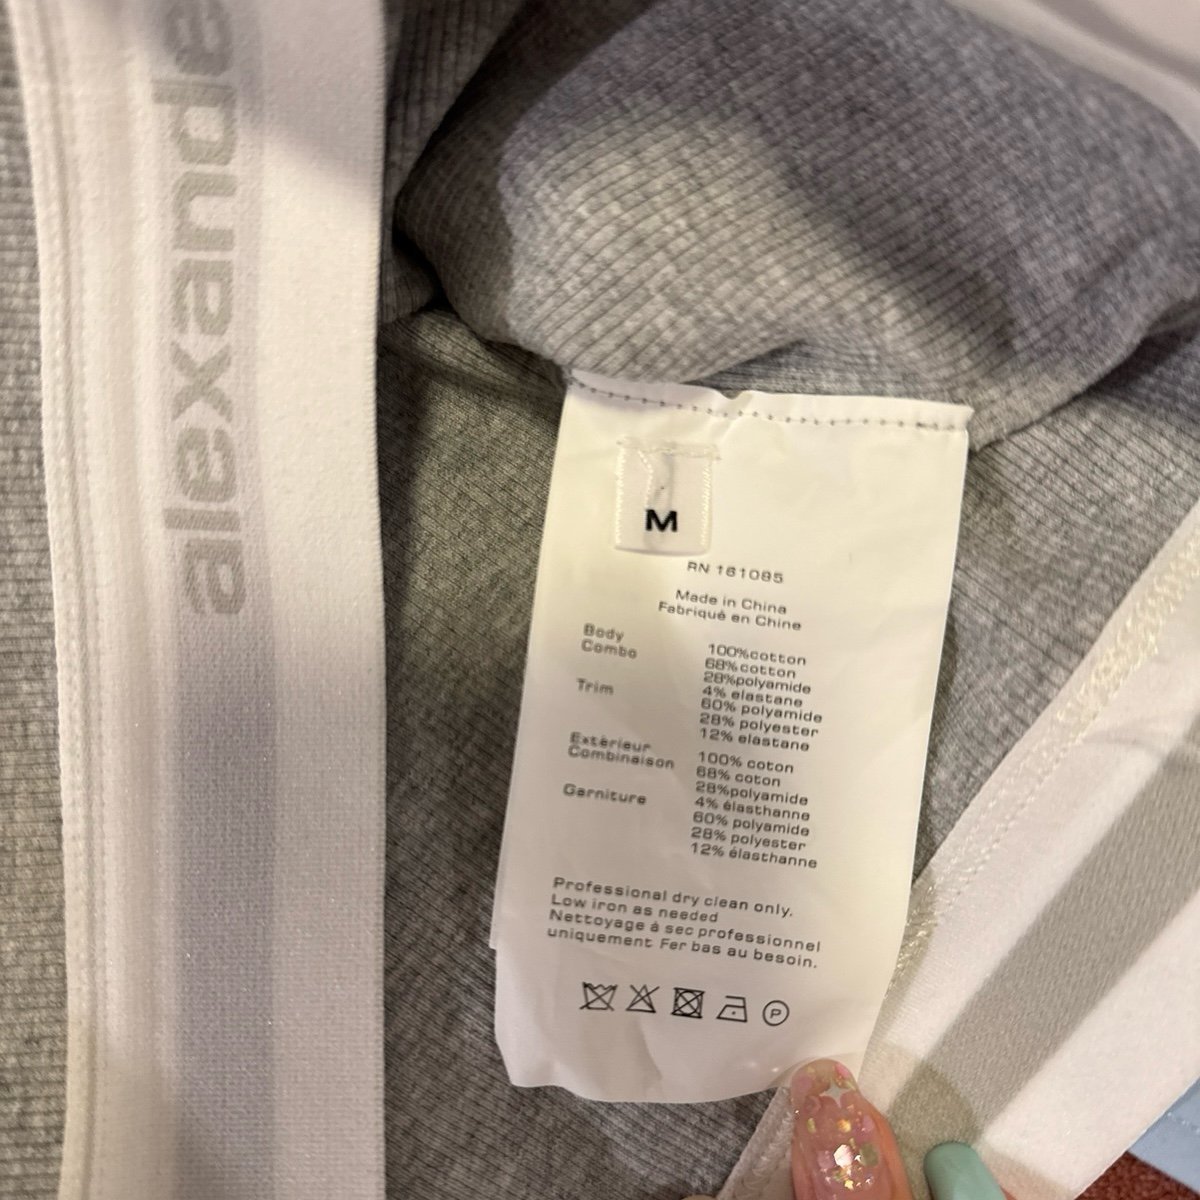 alexande
M
RN 161085
Made in China
Fabriqué en Chine
Body 100%cotton
Combo 68% cotton
28%polyamide
4% elastane
Trim 60% polyamide
28% polyester
12% elastane
Extèrieur 100% coton
Combinaison 68% coton
28%polyamide
4% élasthanne
Garniture 60% polyamide
28% polyester
12% élasthanne
Professional dry clean only.
Low iron as needed
Nettoyage à sec professionnel
uniquement Fer bas au besoin.
P